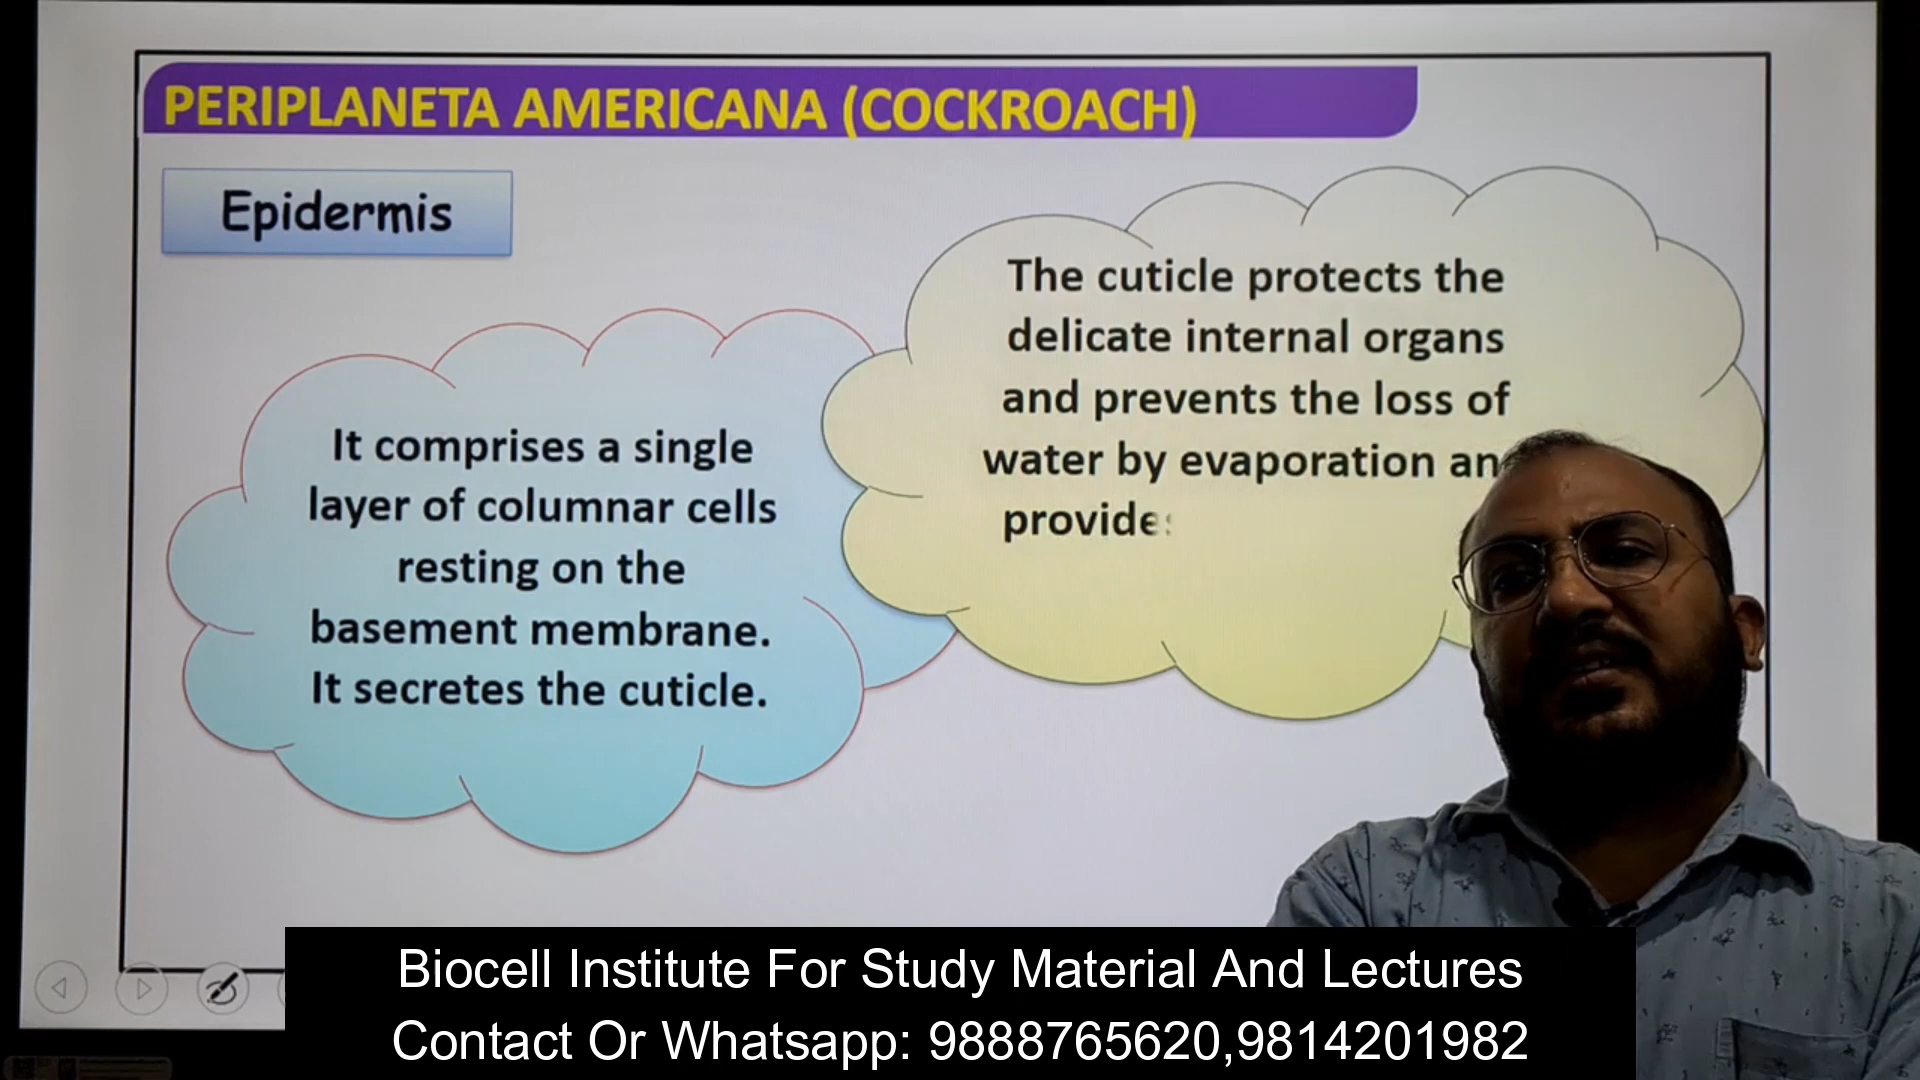 PERIPLANETA AMERICANA (COCKROACH)
Epidermis
It comprises a single
layer of columnar cells
resting on the
basement membrane.
It secretes the cuticle.
The cuticle protects the
delicate internal organs
and prevents the loss of
water by evaporation an
provides
Biocell Institute For Study Material And Lectures
Contact Or Whatsapp: 9888765620,9814201982